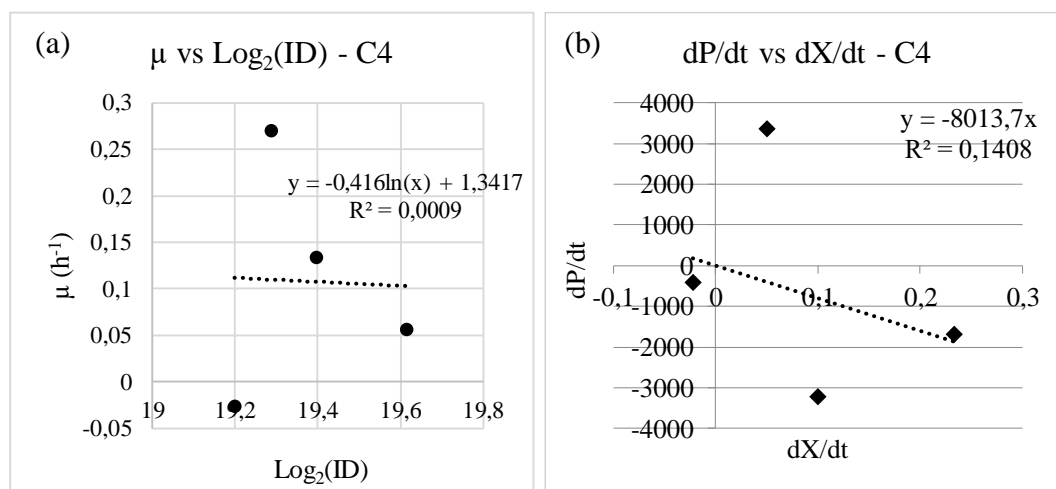 (a)
μ vs Log₂(ID) - C4
0,3
0,25
0,2
0,15
0,1
0,05
0
-0,05
μ (h⁻¹)
y = -0,416ln(x) + 1,3417
R² = 0,0009
19
19,2
19,4
19,6
19,8
Log₂(ID)
(b)
dP/dt vs dX/dt - C4
4000
3000
2000
1000
0
-1000
-2000
-3000
-4000
dP/dt
y = -8013,7x
R² = 0,1408
-0,1
0
0,1
0,2
0,3
dX/dt